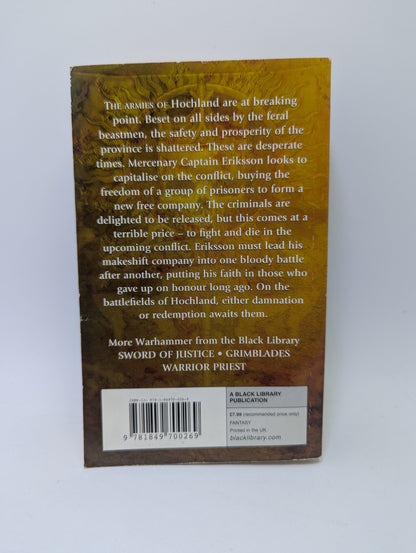 THE ARMIES OF HOCHLAND are at breaking
point. Beset on all sides by the feral
beastmen, the safety and prosperity of the
province is shattered. These are desperate
times. Mercenary Captain Eriksson looks to
capitalise on the conflict, buying the
freedom of a group of prisoners to form a
new free company. The criminals are
delighted to be released, but this comes at a
terrible price – to fight and die in the
upcoming conflict. Eriksson must lead his
makeshift company into one bloody battle
after another, putting his faith in those who
gave up on honour long ago. On the
battlefields of Hochland, either damnation
or redemption awaits them.
More Warhammer from the Black Library
SWORD OF JUSTICE • GRIMBLADES
WARRIOR PRIEST
A BLACK LIBRARY
PUBLICATION
£7.99 (recommended price only)
FANTASY
Printed in the UK
blacklibrary.com
9 781849 700269